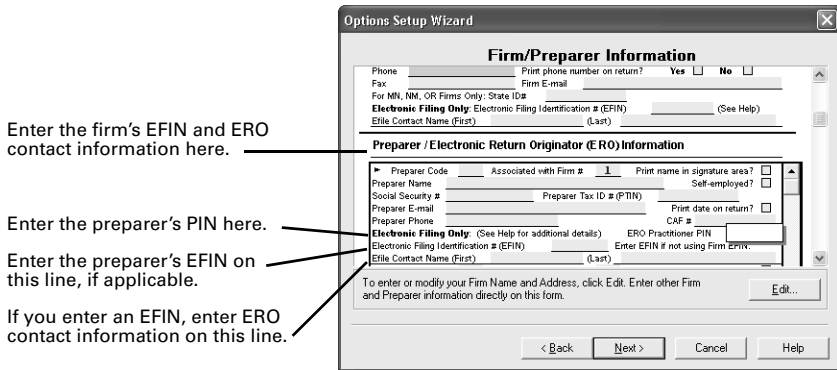 Options Setup Wizard
Firm/Preparer Information
Phone Print phone number on return? Yes No
Fax Firm E-mail
For MN, NM, OR Firms Only: State ID#
Electronic Filing Only: Electronic Filing Identification # (EFIN) (See Help)
Efile Contact Name (First) (Last)
Enter the firm's EFIN and ERO
contact information here.
Preparer / Electronic Return Originator (ERO) Information
Preparer Code Associated with Firm # 1 Print name in signature area?
Preparer Name Self-employed?
Social Security # Preparer Tax ID # (PTIN)
Preparer E-mail Print date on return?
Preparer Phone CAF #
Enter the preparer's PIN here.
Electronic Filing Only: (See Help for additional details) ERO Practitioner PIN
Electronic Filing Identification # (EFIN) Enter EFIN if not using Firm EFIN.
Efile Contact Name (First) (Last)
Enter the preparer's EFIN on
this line, if applicable.
If you enter an EFIN, enter ERO
contact information on this line.
To enter or modify your Firm Name and Address, click Edit. Enter other Firm
and Preparer information directly on this form.
Edit...
< Back Next > Cancel Help